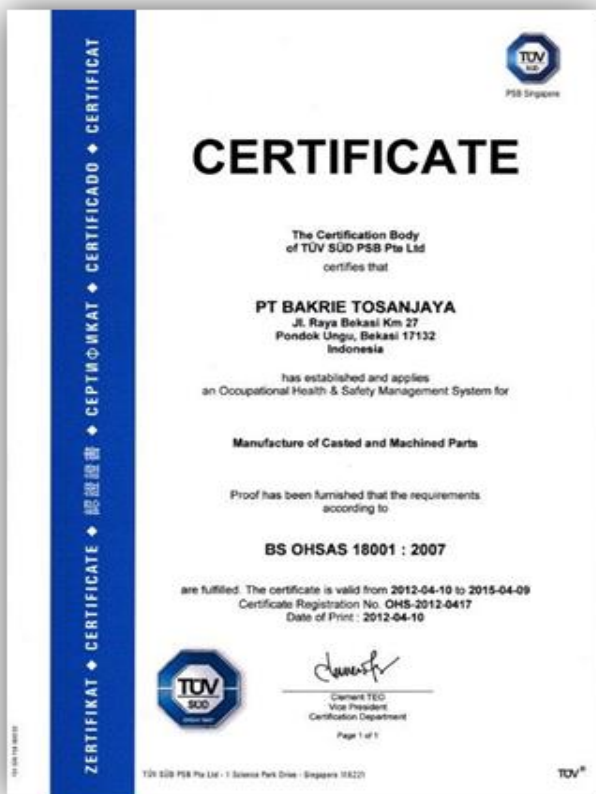 TÜV
SÜD
PSB Singapore
ZERTIFIKAT ◆ CERTIFICATE ◆ 認證證書 ◆ СЕРТИФИКАТ ◆ CERTIFICADO ◆ CERTIFICAT
CERTIFICATE
The Certification Body
of TÜV SÜD PSB Pte Ltd
certifies that
PT BAKRIE TOSANJAYA
Jl. Raya Bekasi Km 27
Pondok Ungu, Bekasi 17132
Indonesia
has established and applies
an Occupational Health & Safety Management System for
Manufacture of Casted and Machined Parts
Proof has been furnished that the requirements
according to
BS OHSAS 18001 : 2007
are fulfilled. The certificate is valid from 2012-04-10 to 2015-04-09
Certificate Registration No. OHS-2012-0417
Date of Print : 2012-04-10
TÜV
SÜD
Clement TEO
Vice President
Certification Department
Page 1 of 1
TÜV SÜD PSB Pte Ltd - 1 Science Park Drive - Singapore 118221
TÜV®